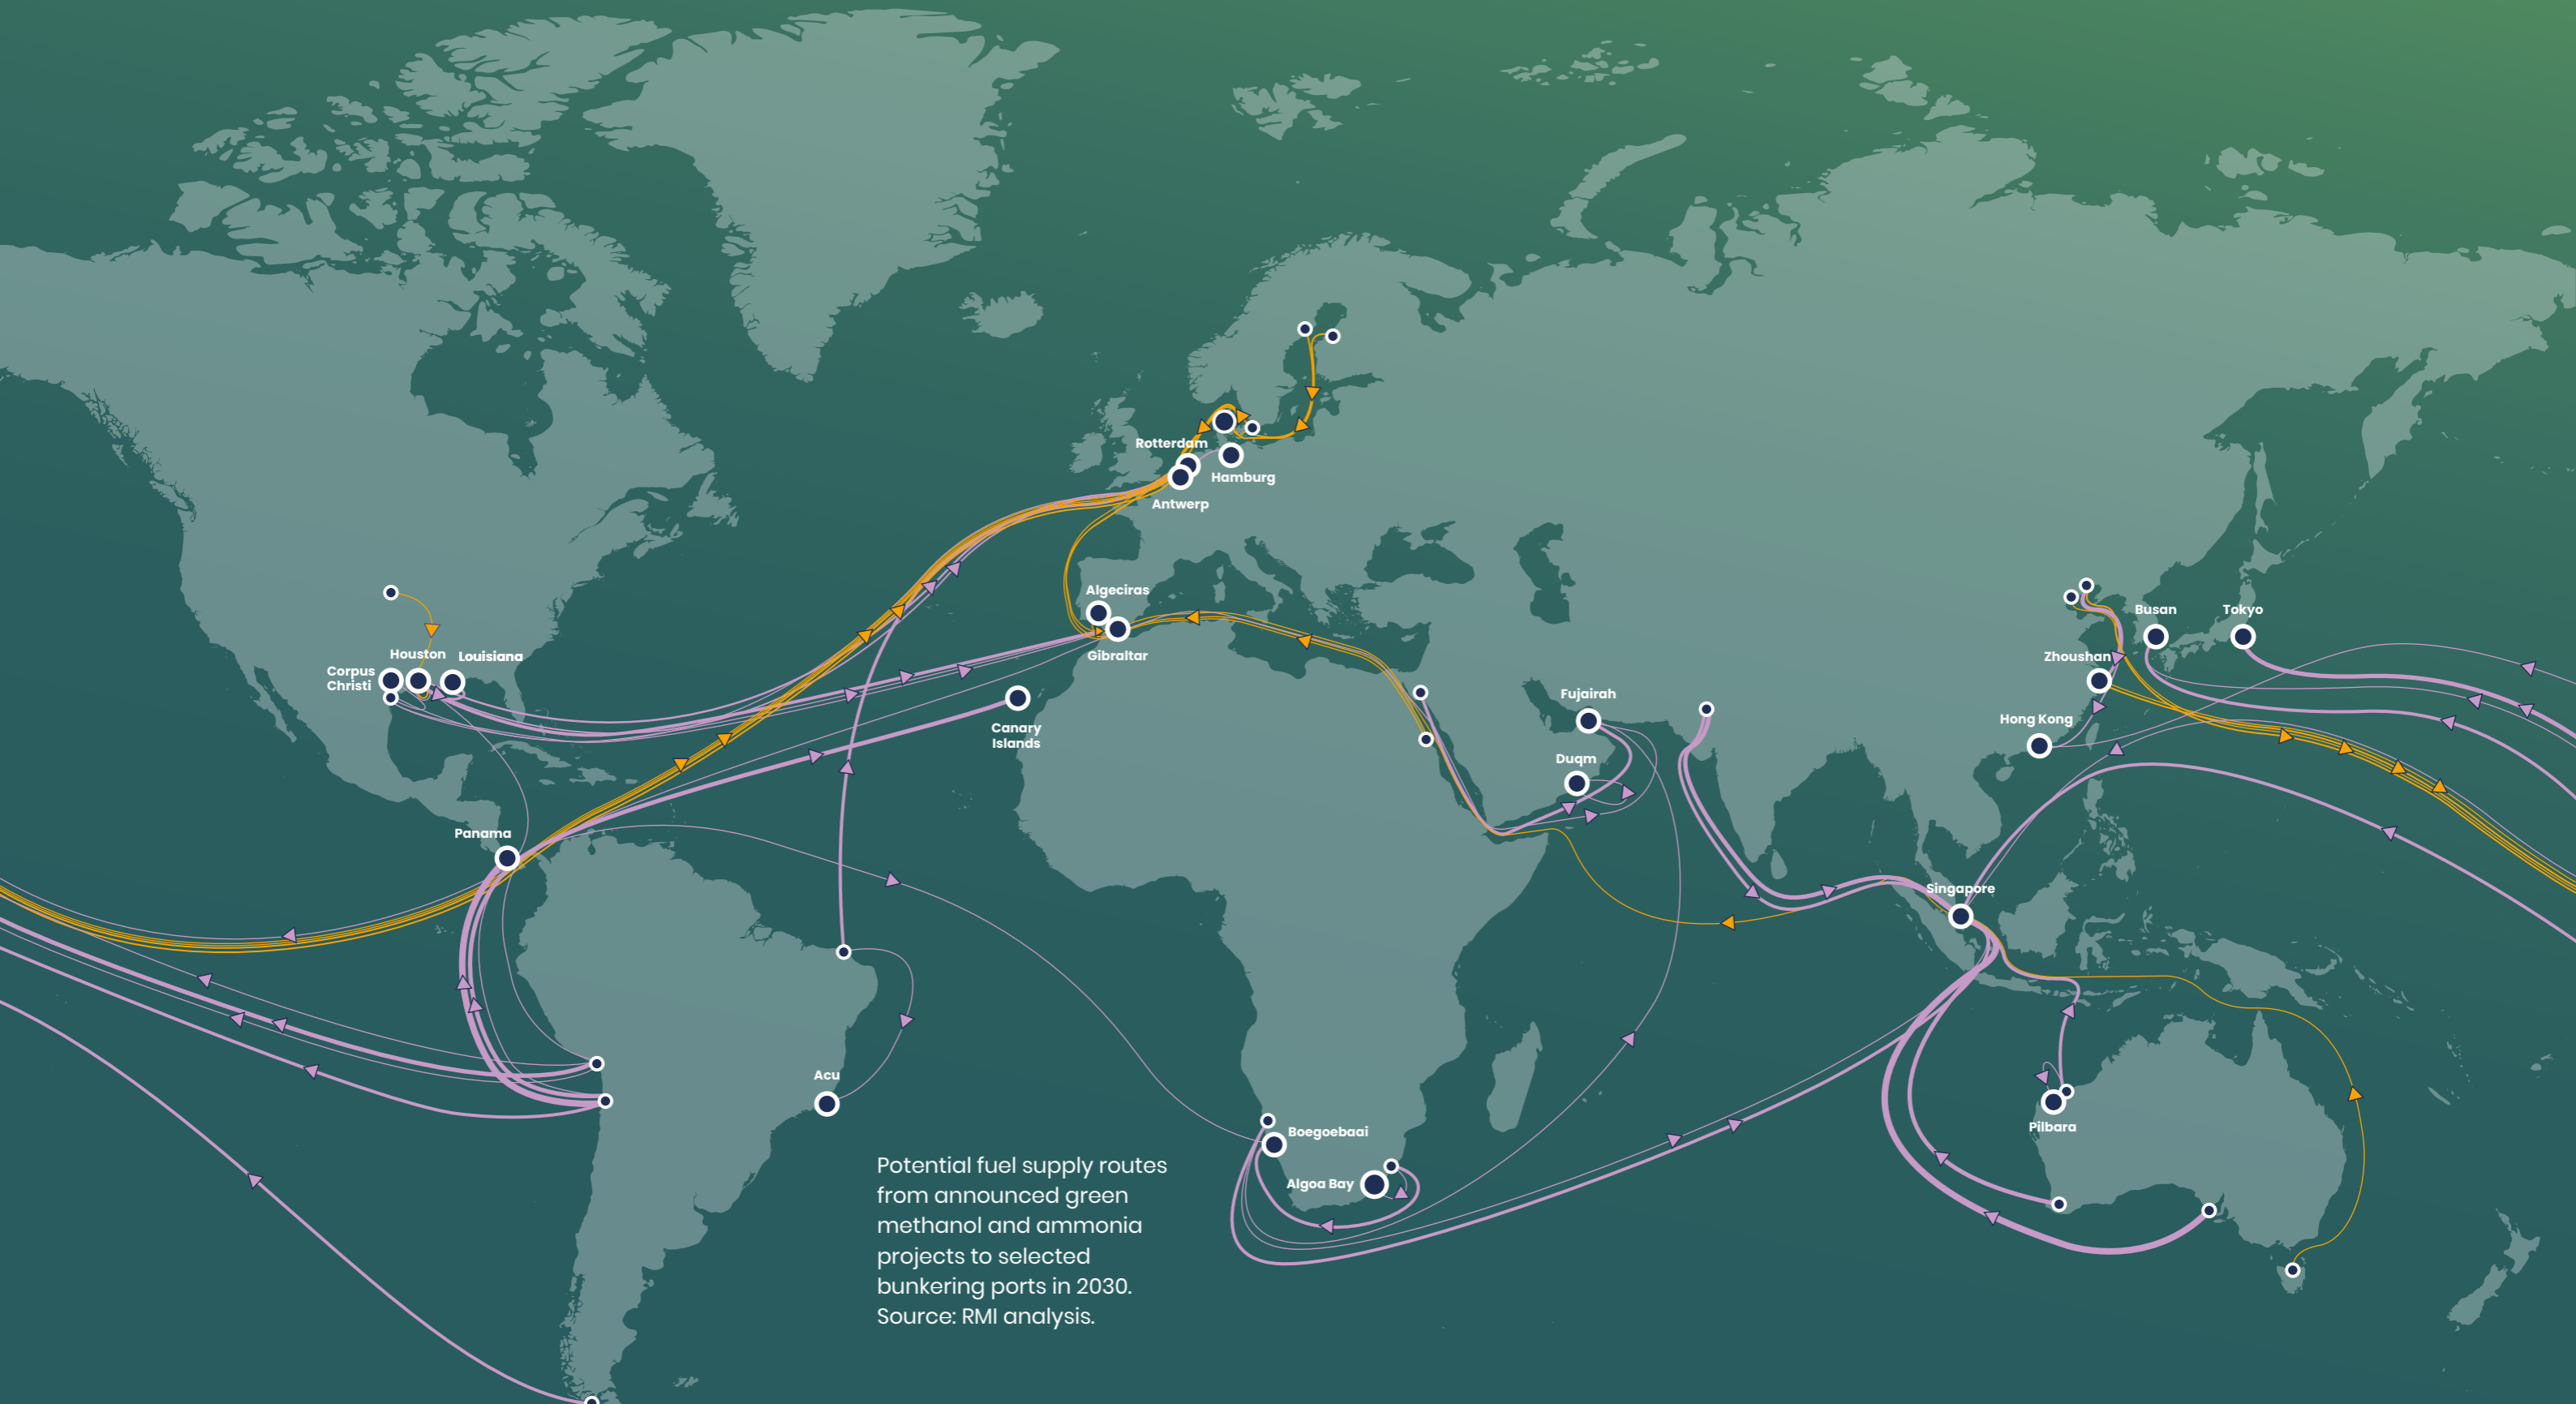 Rotterdam
Hamburg
Antwerp
Algeciras
Gibraltar
Houston
Louisiana
Corpus
Christi
Canary
Islands
Panama
Fujairah
Duqm
Busan
Tokyo
Zhoushan
Hong Kong
Singapore
Acu
Boegoebaai
Algoa Bay
Pilbara
Potential fuel supply routes
from announced green
methanol and ammonia
projects to selected
bunkering ports in 2030.
Source: RMI analysis.